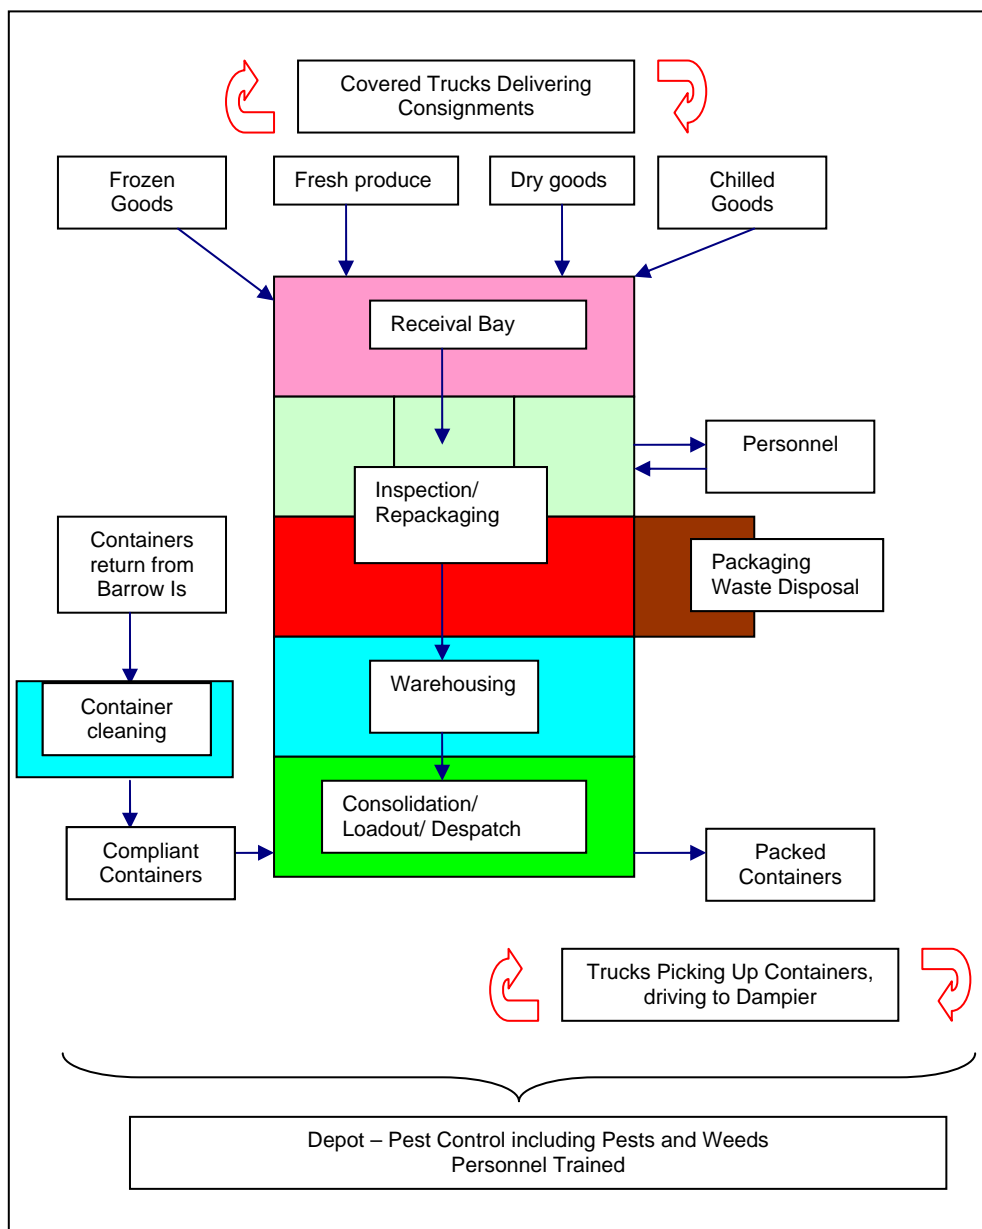 Covered Trucks Delivering
Consignments
Frozen
Goods
Fresh produce
Dry goods
Chilled
Goods
Receival Bay
Personnel
Inspection/
Repackaging
Containers
return from
Barrow Is
Packaging
Waste Disposal
Warehousing
Container
cleaning
Consolidation/
Loadout/ Despatch
Compliant
Containers
Packed
Containers
Trucks Picking Up Containers,
driving to Dampier
Depot – Pest Control including Pests and Weeds
Personnel Trained